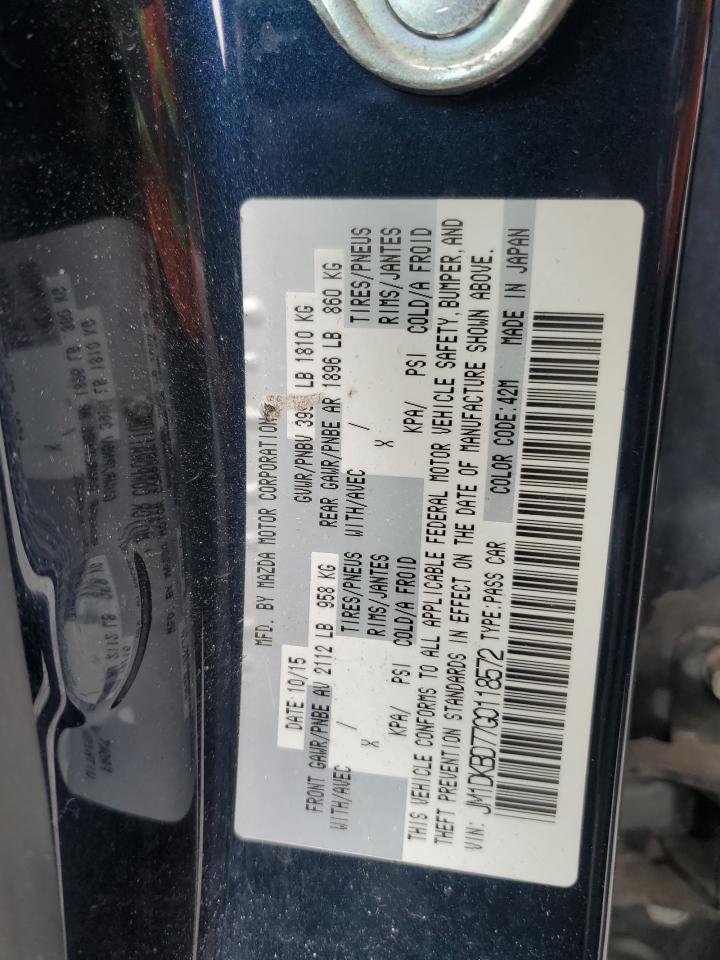 MFD. BY MAZDA MOTOR CORPORATION
DATE:10/15 GVWR/PNBV LB 1810 KG
FRONT GAWR/PNBE AV 2112 LB 958 KG REAR GAWR/PNBE AR 1896 LB 860 KG
WITH/AVEC / TIRES/PNEUS WITH/AVEC / TIRES/PNEUS
X RIMS/JANTES X RIMS/JANTES
KPA/ PSI COLD/A FROID KPA/ PSI COLD/A FROID
THIS VEHICLE CONFORMS TO ALL APPLICABLE FEDERAL MOTOR VEHICLE SAFETY, BUMPER, AND
THEFT PREVENTION STANDARDS IN EFFECT ON THE DATE OF MANUFACTURE SHOWN ABOVE.
VIN: JM1DKBD77G0118572 TYPE:PASS CAR COLOR CODE:42M MADE IN JAPAN